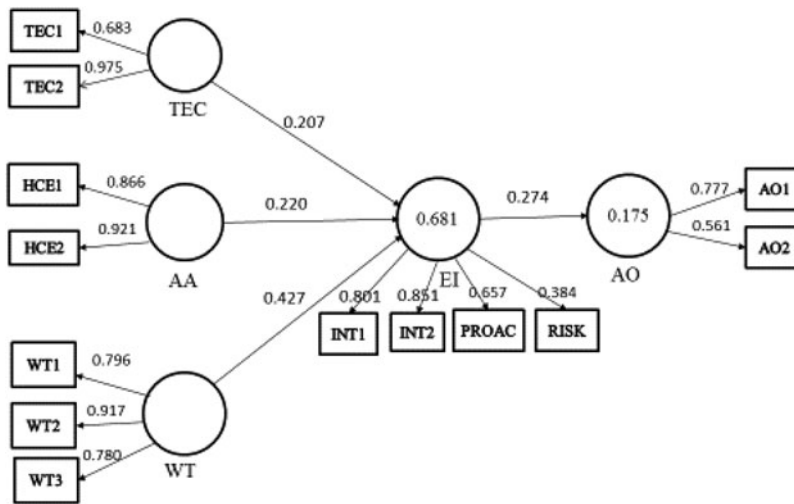 TEC1
0.683
TEC2
0.975
TEC
0.207
HCE1
0.866
HCE2
0.921
AA
0.220
0.681
EI
0.274
0.175
AO
0.777
AO1
0.561
AO2
0.427
0.801
0.851
0.657
0.384
INT1
INT2
PROAC
RISK
WT1
0.796
WT2
0.917
WT3
0.780
WT